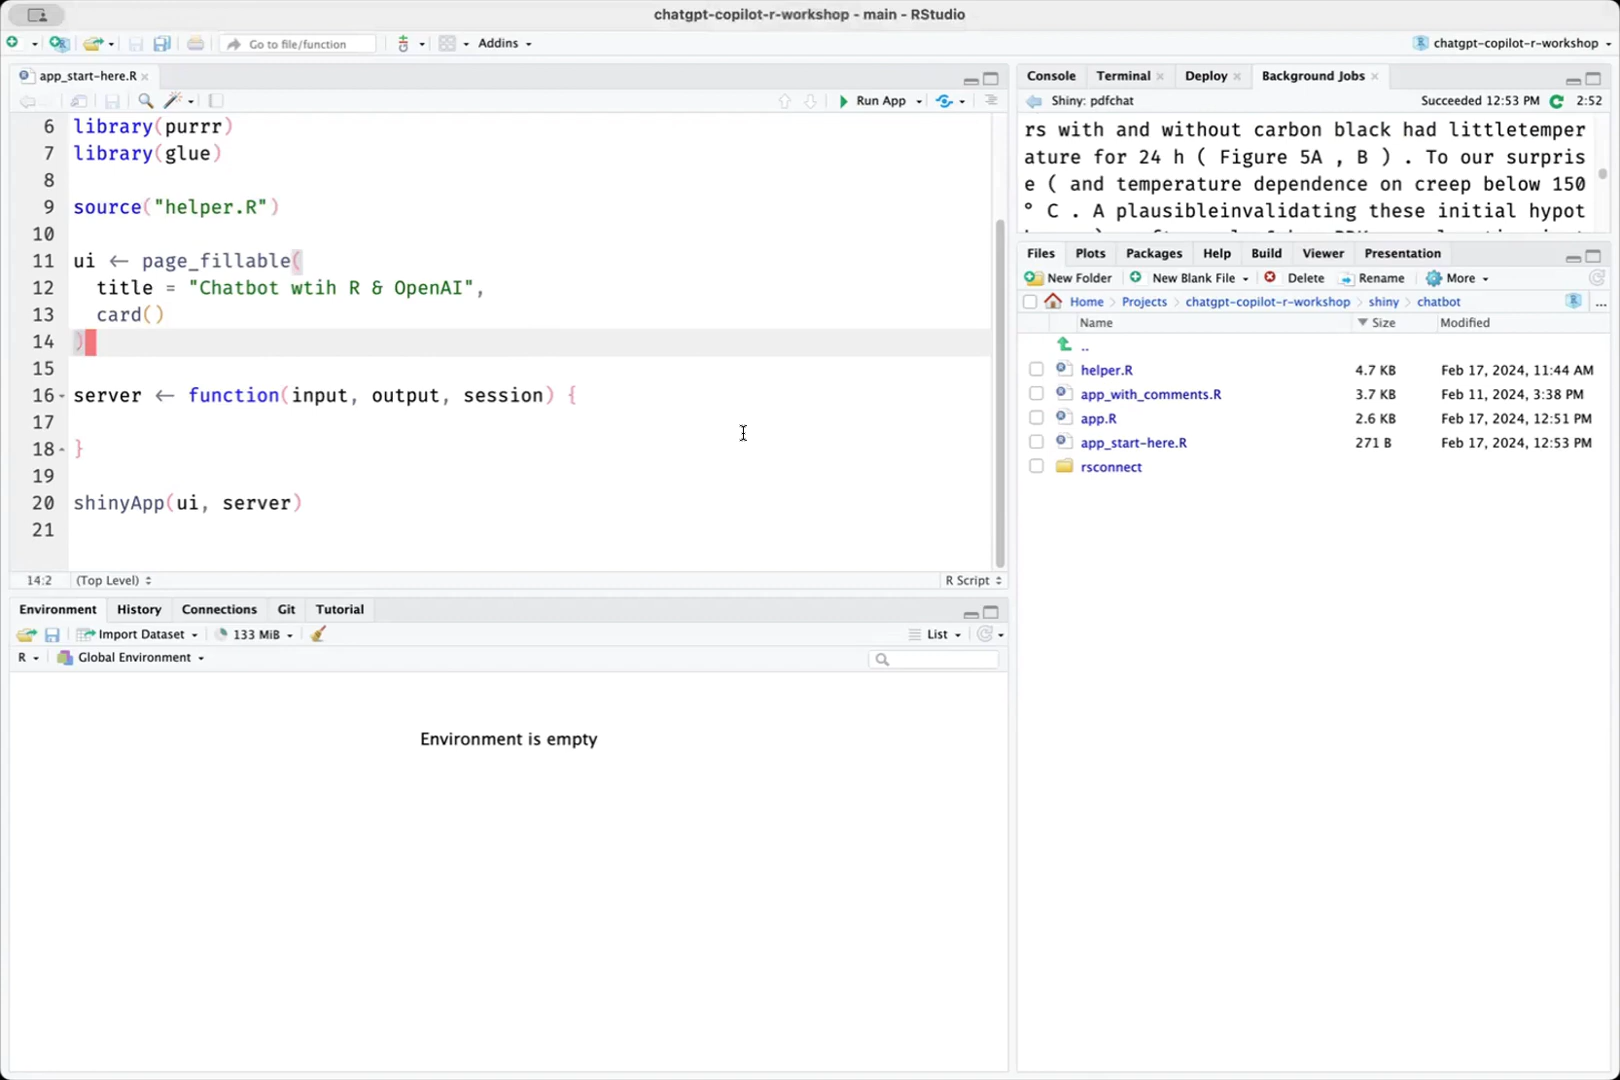 chatgpt-copilot-r-workshop - main - RStudio
Go to file/function
Addins
chatgpt-copilot-r-workshop
app_start-here.R
Run App
6 library(purrr)
7 library(glue)
8
9 source("helper.R")
10
11 ui ← page_fillable(
12 title = "Chatbot wtih R & OpenAI",
13 card()
14 )
15
16 server ← function(input, output, session) {
17
18 }
19
20 shinyApp(ui, server)
21
14:2 (Top Level) R Script
Environment History Connections Git Tutorial
Import Dataset 133 MiB List
R Global Environment
Environment is empty
Console Terminal Deploy Background Jobs
Shiny: pdfchat Succeeded 12:53 PM 2:52
rs with and without carbon black had littletemper
ature for 24 h ( Figure 5A , B ) . To our surpris
e ( and temperature dependence on creep below 150
° C . A plausibleinvalidating these initial hypot
Files Plots Packages Help Build Viewer Presentation
New Folder New Blank File Delete Rename More
Home Projects chatgpt-copilot-r-workshop shiny chatbot ...
Name Size Modified
..
helper.R 4.7 KB Feb 17, 2024, 11:44 AM
app_with_comments.R 3.7 KB Feb 11, 2024, 3:38 PM
app.R 2.6 KB Feb 17, 2024, 12:51 PM
app_start-here.R 271 B Feb 17, 2024, 12:53 PM
rsconnect